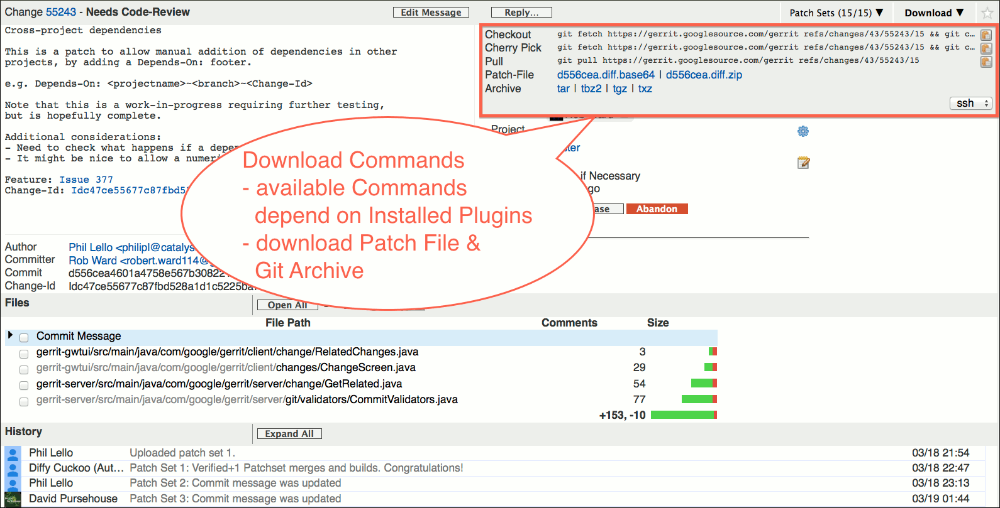 Change 55243 - Needs Code-Review
Edit Message
Reply...
Patch Sets (15/15) ▼
Download ▼
Cross-project dependencies
This is a patch to allow manual addition of dependencies in other
projects, by adding a Depends-On: footer.
e.g. Depends-On: <projectname>~<branch>~<Change-Id>
Note that this is a work-in-progress requiring further testing,
but is hopefully complete.
Additional considerations:
- Need to check what happens if a depe
- It might be nice to allow a numeri
Feature: Issue 377
Change-Id: Idc47ce55677c87fbd5
Checkout git fetch https://gerrit.googlesource.com/gerrit refs/changes/43/55243/15 && git c...
Cherry Pick git fetch https://gerrit.googlesource.com/gerrit refs/changes/43/55243/15 && git c...
Pull git pull https://gerrit.googlesource.com/gerrit refs/changes/43/55243/15
Patch-File d556cea.diff.base64 | d556cea.diff.zip
Archive tar | tbz2 | tgz | txz
ssh
Project
ter
if Necessary
go
ase
Abandon
Download Commands
- available Commands
depend on Installed Plugins
- download Patch File &
Git Archive
Author Phil Lello <philipl@catalys
Committer Rob Ward <robert.ward114@
Commit d556cea4601a4758e567b30822
Change-Id Idc47ce55677c87fbd528a1d1c5225ba
Files
Open All
File Path Comments Size
Commit Message
gerrit-gwtui/src/main/java/com/google/gerrit/client/change/RelatedChanges.java 3
gerrit-gwtui/src/main/java/com/google/gerrit/client/changes/ChangeScreen.java 29
gerrit-server/src/main/java/com/google/gerrit/server/change/GetRelated.java 54
gerrit-server/src/main/java/com/google/gerrit/server/git/validators/CommitValidators.java 77
+153, -10
History
Expand All
Phil Lello Uploaded patch set 1. 03/18 21:54
Diffy Cuckoo (Aut... Patch Set 1: Verified+1 Patchset merges and builds. Congratulations! 03/18 22:47
Phil Lello Patch Set 2: Commit message was updated 03/18 23:13
David Pursehouse Patch Set 3: Commit message was updated 03/19 01:44